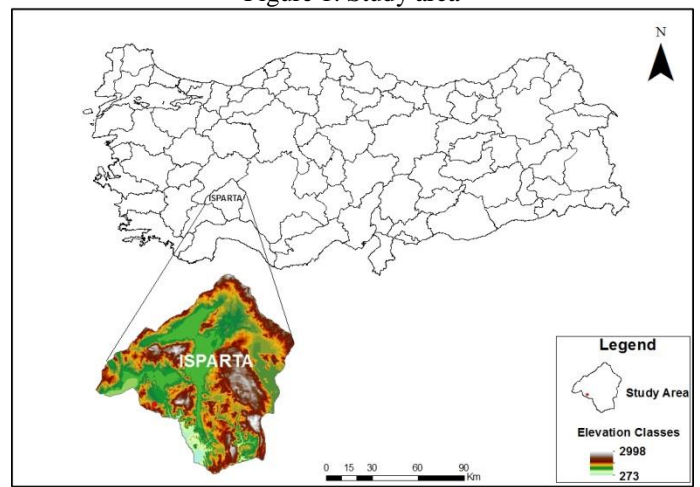 Figure 1. Study area
N
ISPARTA
ISPARTA
Legend
Study Area
Elevation Classes
2998
273
0 15 30 60 90
Km